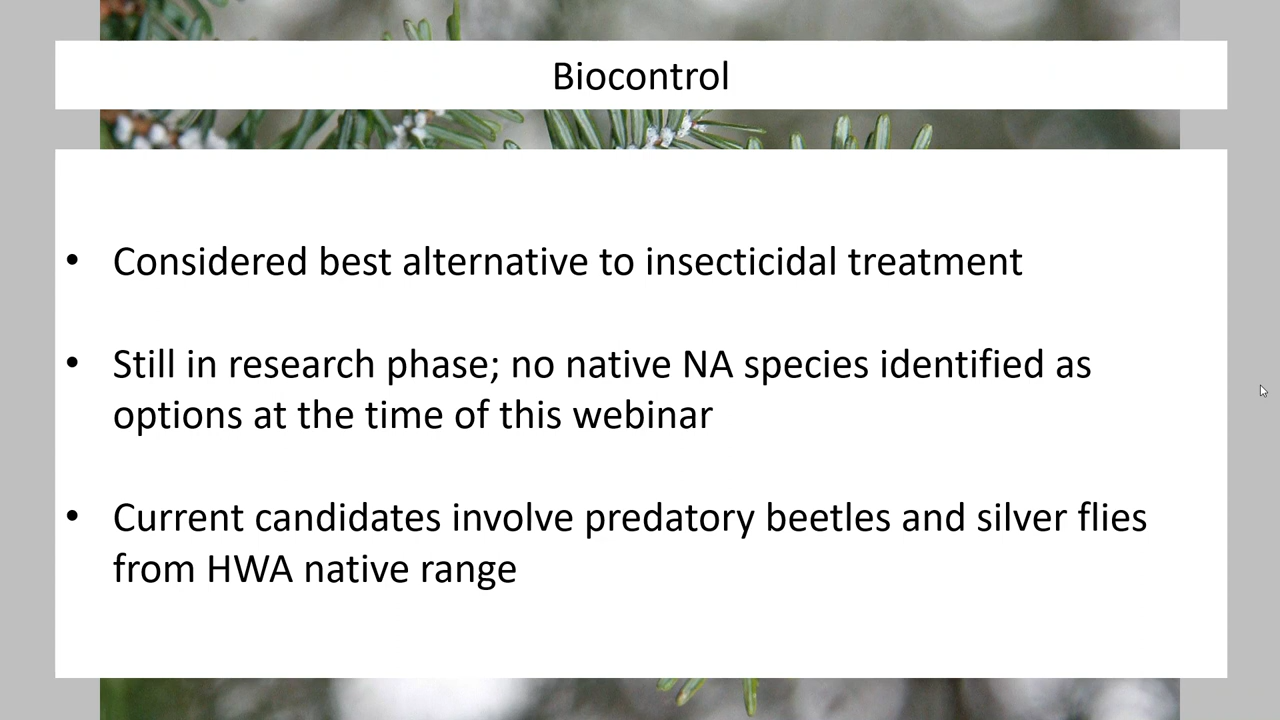 Biocontrol
• Considered best alternative to insecticidal treatment
• Still in research phase; no native NA species identified as
options at the time of this webinar
• Current candidates involve predatory beetles and silver flies
from HWA native range